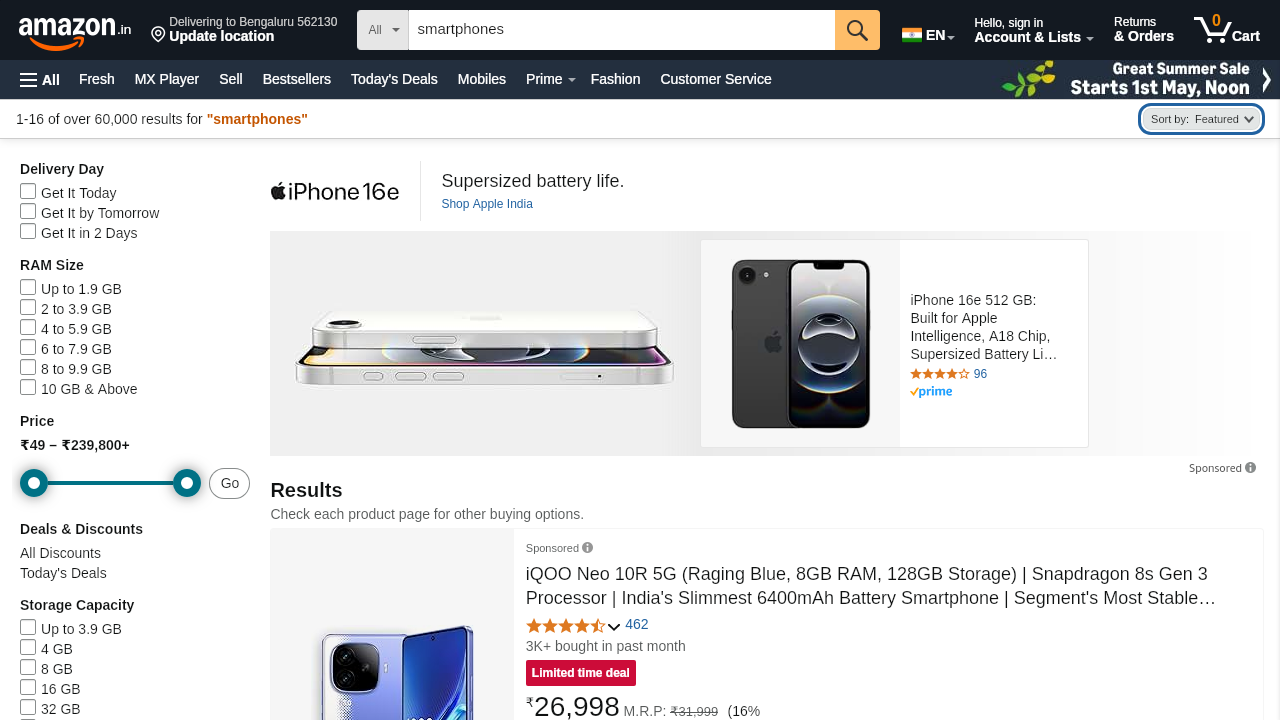 amazon.in
Delivering to Bengaluru 562130
Update location
All
smartphones
EN
Hello, sign in
Account & Lists
Returns
& Orders
0
Cart
All
Fresh
MX Player
Sell
Bestsellers
Today's Deals
Mobiles
Prime
Fashion
Customer Service
Great Summer Sale
Starts 1st May, Noon
1-16 of over 60,000 results for "smartphones"
Sort by: Featured
Delivery Day
Get It Today
Get It by Tomorrow
Get It in 2 Days
RAM Size
Up to 1.9 GB
2 to 3.9 GB
4 to 5.9 GB
6 to 7.9 GB
8 to 9.9 GB
10 GB & Above
Price
₹49 – ₹239,800+
Go
Deals & Discounts
All Discounts
Today's Deals
Storage Capacity
Up to 3.9 GB
4 GB
8 GB
16 GB
32 GB
iPhone 16e
Supersized battery life.
Shop Apple India
iPhone 16e 512 GB:
Built for Apple
Intelligence, A18 Chip,
Supersized Battery Li…
96
prime
Sponsored
Results
Check each product page for other buying options.
Sponsored
iQOO Neo 10R 5G (Raging Blue, 8GB RAM, 128GB Storage) | Snapdragon 8s Gen 3
Processor | India's Slimmest 6400mAh Battery Smartphone | Segment's Most Stable…
462
3K+ bought in past month
Limited time deal
₹26,998 M.R.P: ₹31,999 (16%